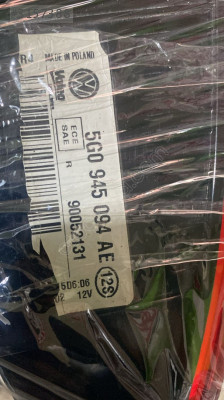 MADE IN POLAND
Valeo
ECE
SAE R
5G0 945 094 AE
90052131
12S
12V